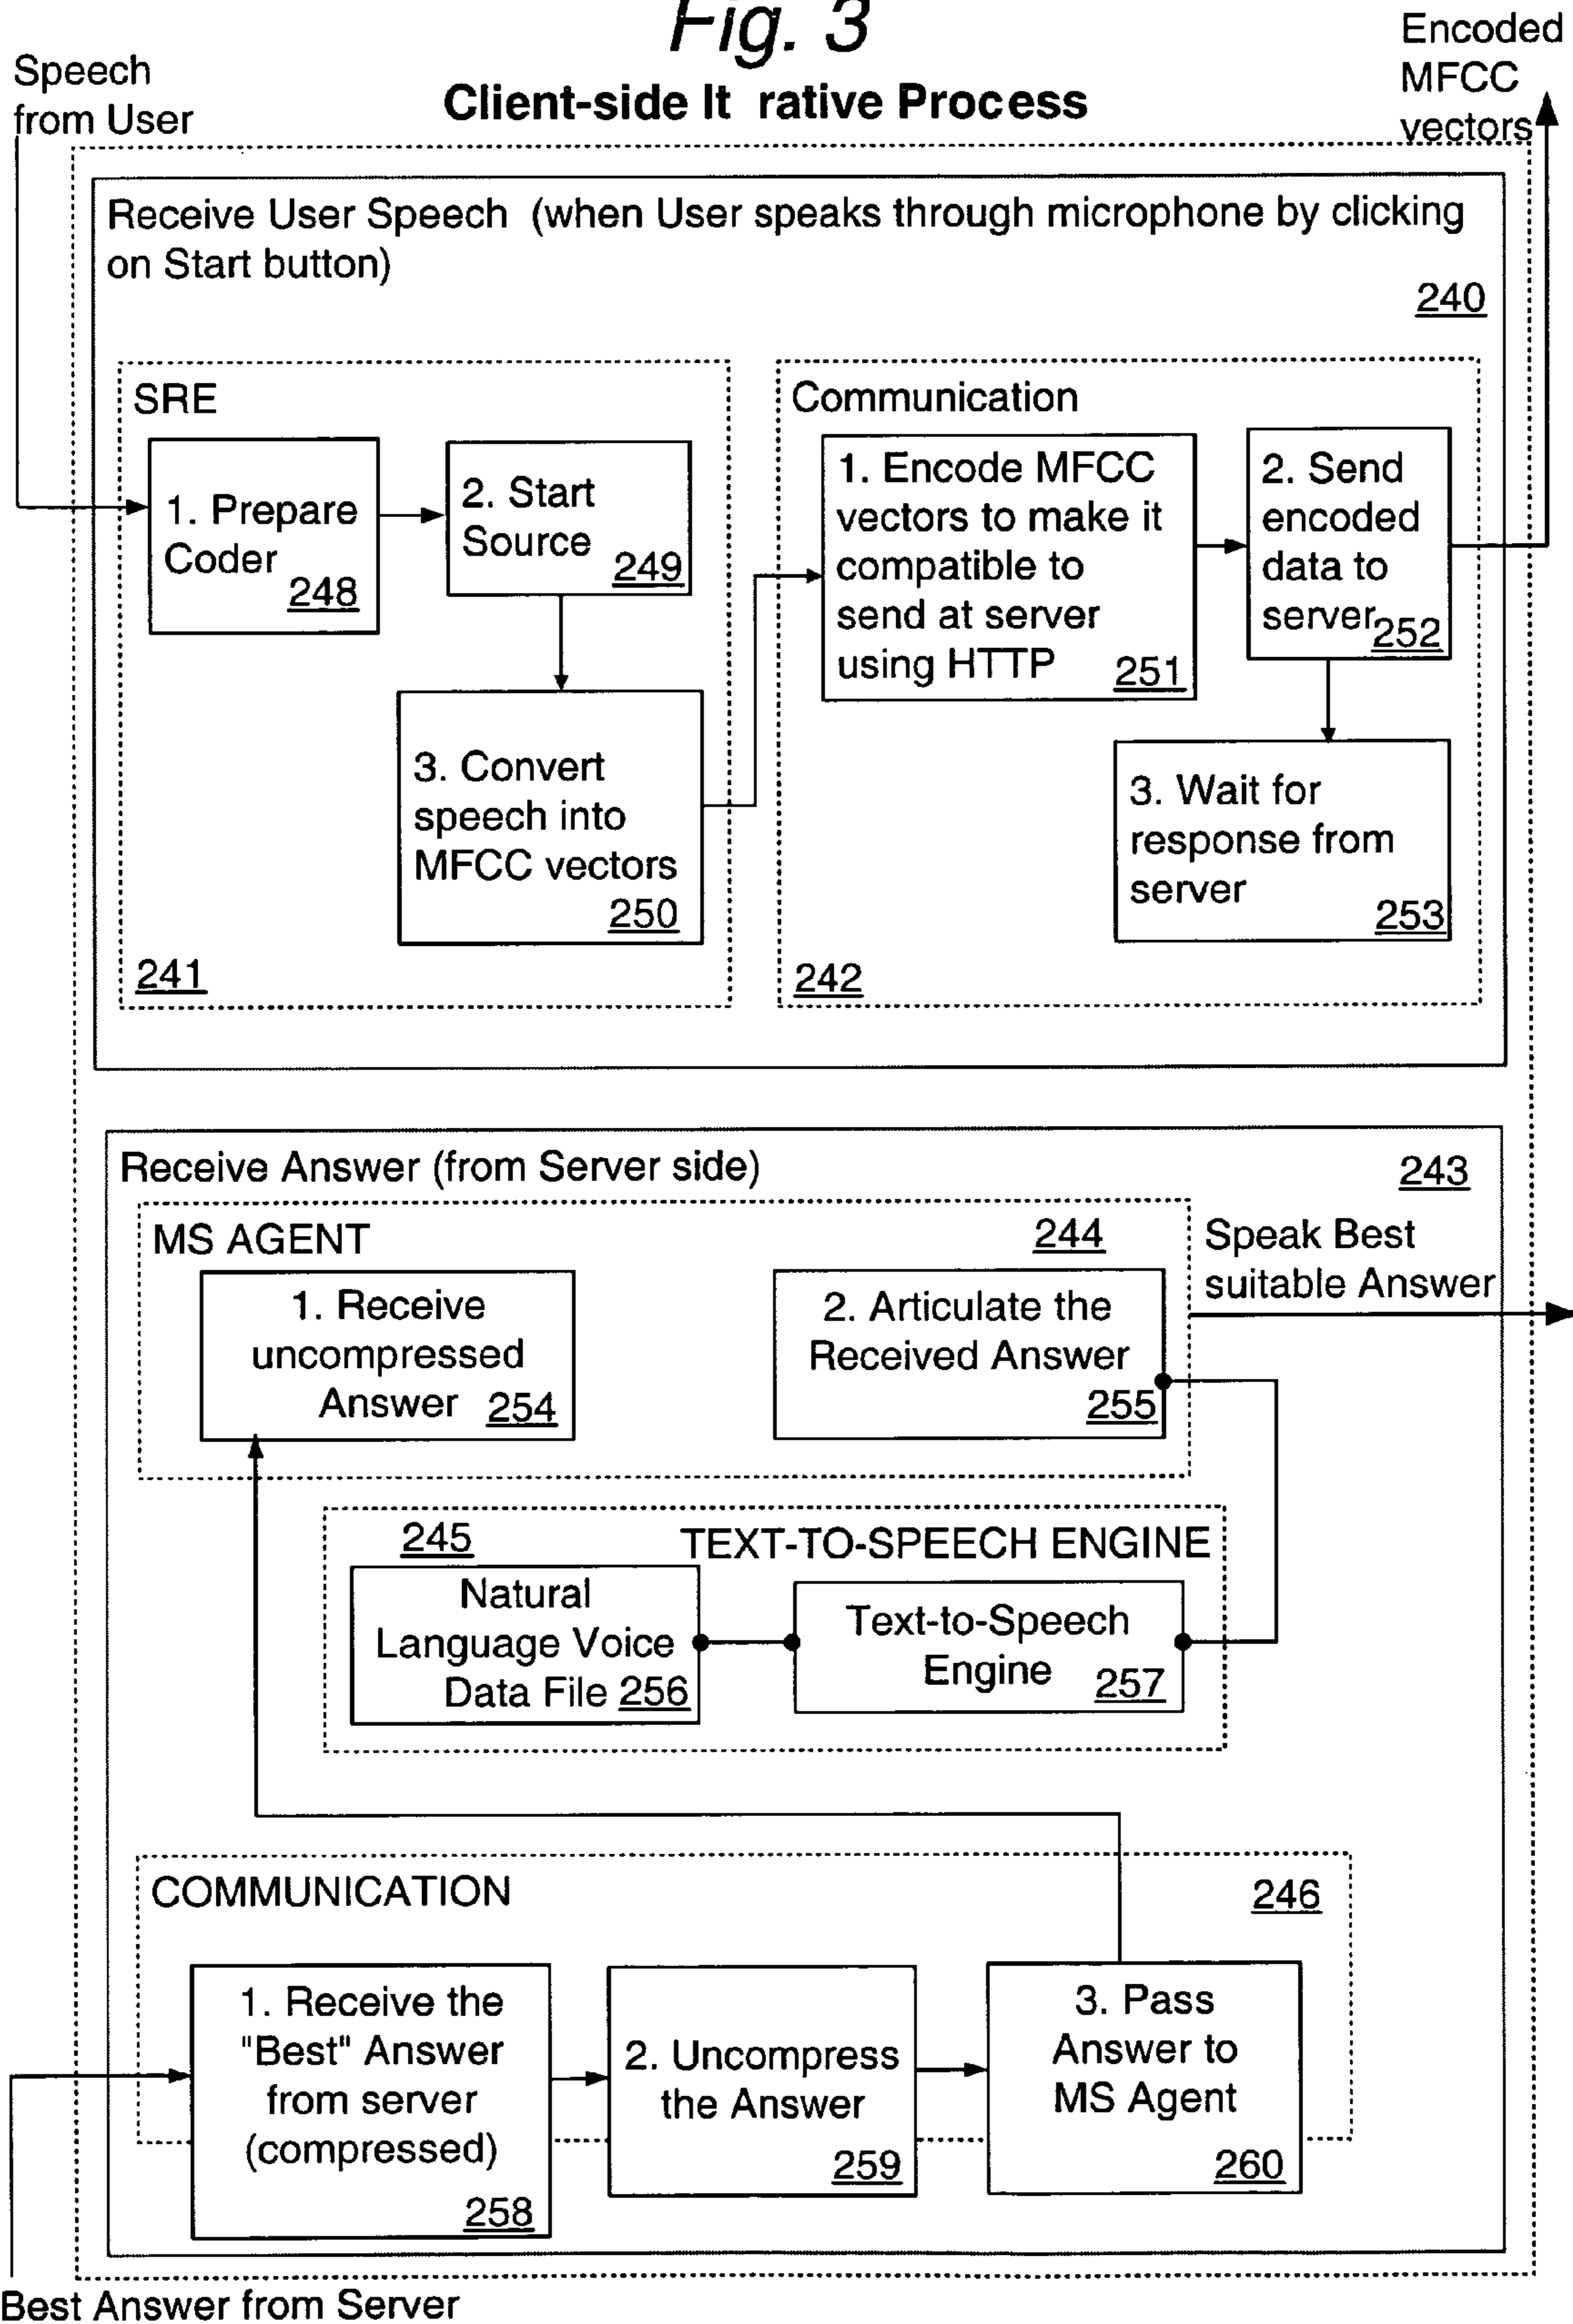 Fig. 3
Client-side It rative Process
Speech
from User
Encoded
MFCC
vectors
Receive User Speech (when User speaks through microphone by clicking
on Start button)
240
SRE
1. Prepare
Coder
248
2. Start
Source
249
3. Convert
speech into
MFCC vectors
250
241
Communication
1. Encode MFCC
vectors to make it
compatible to
send at server
using HTTP
251
2. Send
encoded
data to
server
252
3. Wait for
response from
server
253
242
Receive Answer (from Server side)
243
MS AGENT
244
1. Receive
uncompressed
Answer 254
2. Articulate the
Received Answer
255
Speak Best
suitable Answer
245
TEXT-TO-SPEECH ENGINE
Natural
Language Voice
Data File 256
Text-to-Speech
Engine
257
COMMUNICATION
246
1. Receive the
"Best" Answer
from server
(compressed)
258
2. Uncompress
the Answer
259
3. Pass
Answer to
MS Agent
260
Best Answer from Server